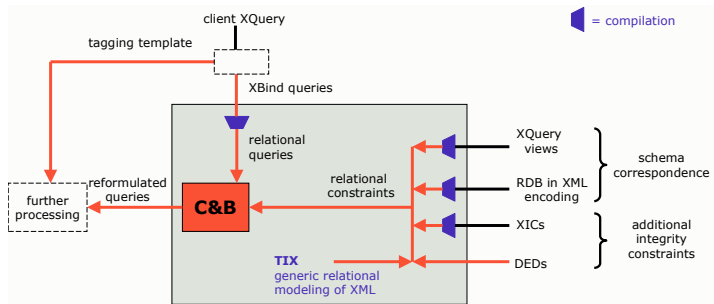 client XQuery
= compilation
tagging template
XBind queries
relational
queries
XQuery
views
schema
correspondence
RDB in XML
encoding
relational
constraints
reformulated
queries
further
processing
C&B
XICs
additional
integrity
constraints
DEDs
TIX
generic relational
modeling of XML